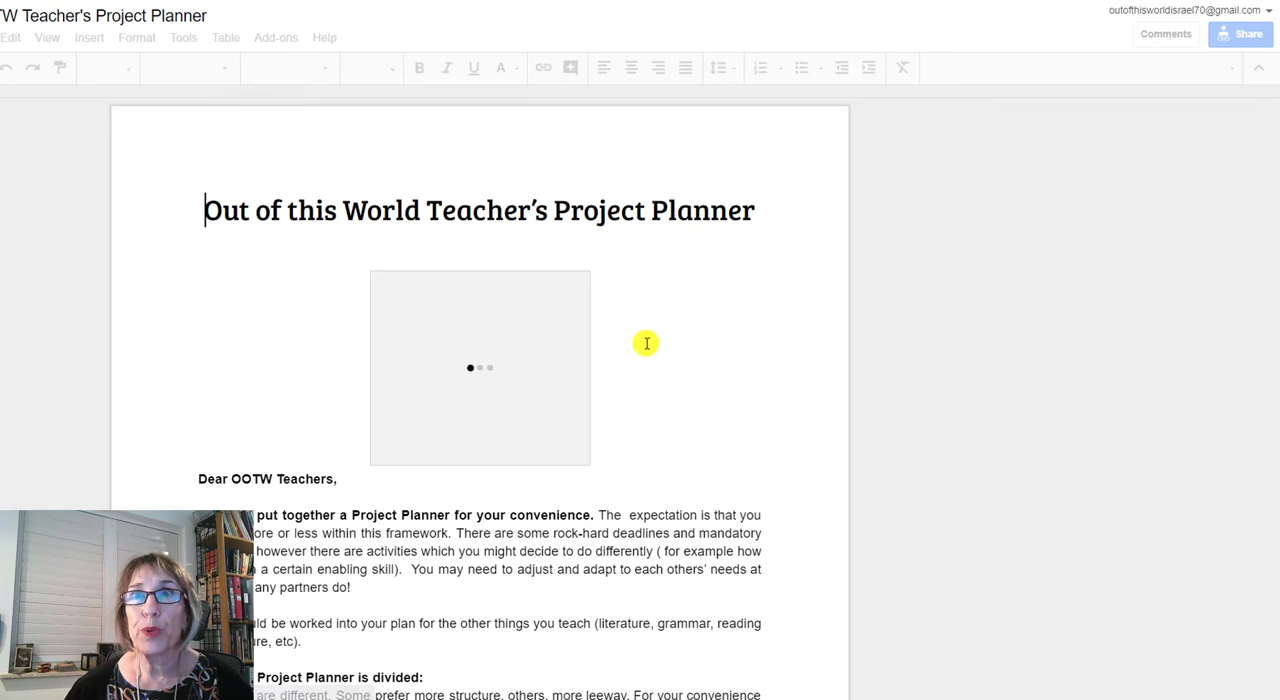 W Teacher's Project Planner
outofthisworldisrael70@gmail.com
Edit View Insert Format Tools Table Add-ons Help
Comments Share
B I U A
Out of this World Teacher's Project Planner
Dear OOTW Teachers,
put together a Project Planner for your convenience. The expectation is that you
ore or less within this framework. There are some rock-hard deadlines and mandatory
however there are activities which you might decide to do differently ( for example how
a certain enabling skill). You may need to adjust and adapt to each others' needs at
any partners do!
uld be worked into your plan for the other things you teach (literature, grammar, reading
ure, etc).
Project Planner is divided:
are different. Some prefer more structure, others, more leeway. For your convenience